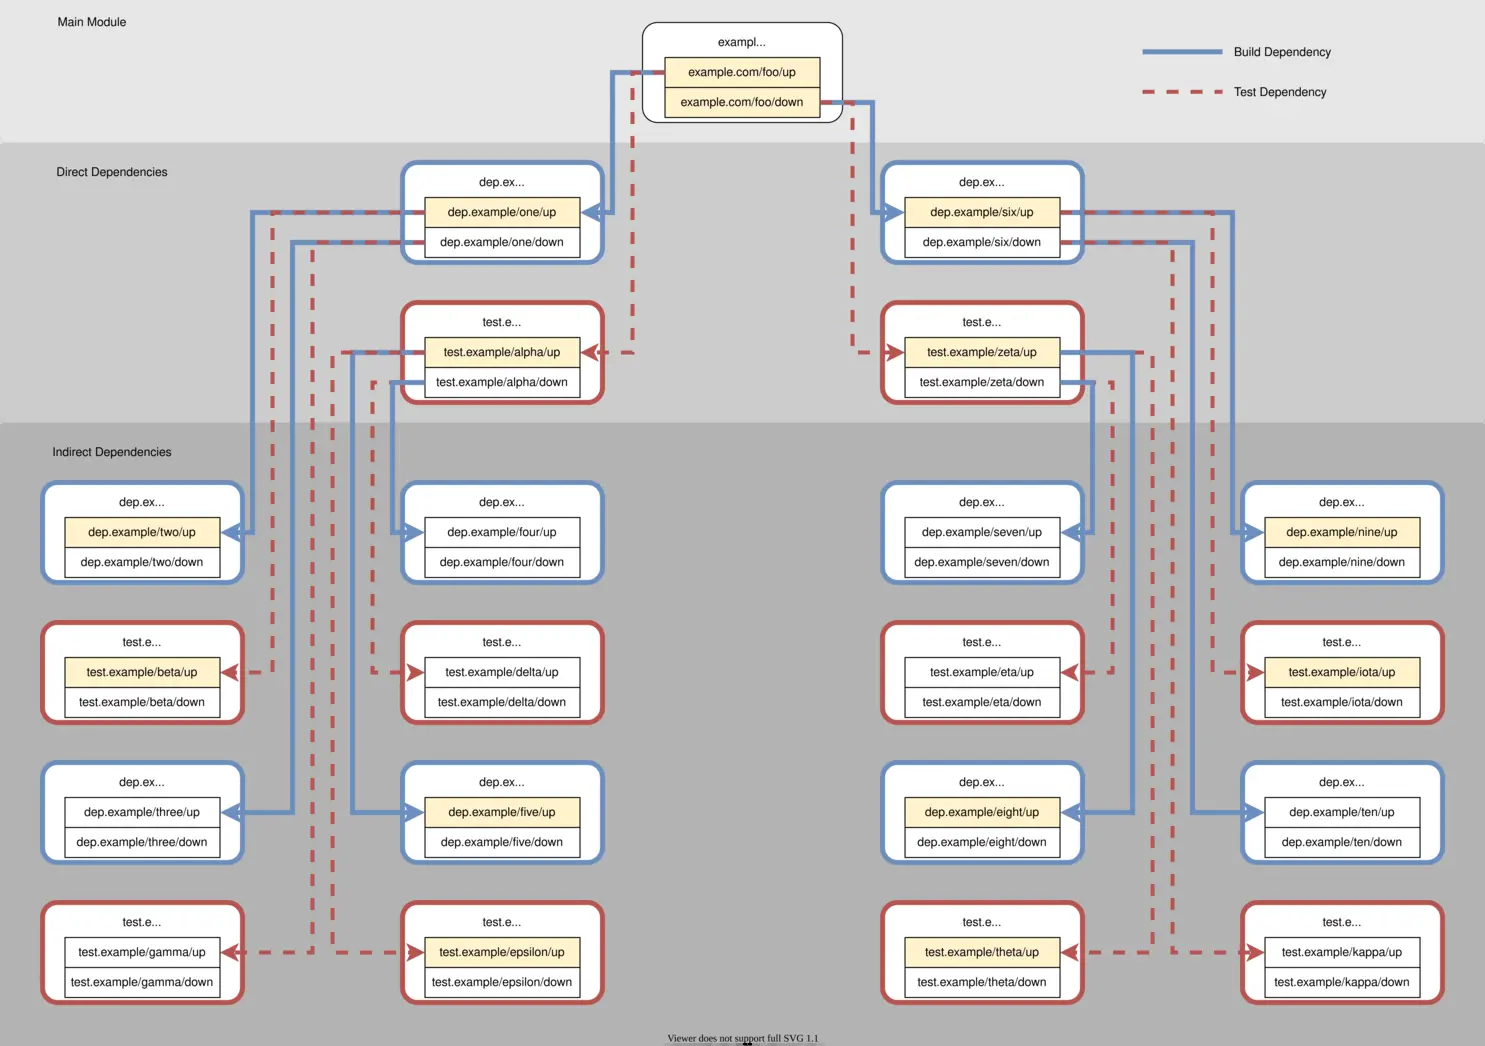 Main Module
exampl...
example.com/foo/up
example.com/foo/down
Build Dependency
Test Dependency
Direct Dependencies
dep.ex...
dep.example/one/up
dep.example/one/down
dep.ex...
dep.example/six/up
dep.example/six/down
test.e...
test.example/alpha/up
test.example/alpha/down
test.e...
test.example/zeta/up
test.example/zeta/down
Indirect Dependencies
dep.ex...
dep.example/two/up
dep.example/two/down
dep.ex...
dep.example/four/up
dep.example/four/down
dep.ex...
dep.example/seven/up
dep.example/seven/down
dep.ex...
dep.example/nine/up
dep.example/nine/down
test.e...
test.example/beta/up
test.example/beta/down
test.e...
test.example/delta/up
test.example/delta/down
test.e...
test.example/eta/up
test.example/eta/down
test.e...
test.example/iota/up
test.example/iota/down
dep.ex...
dep.example/three/up
dep.example/three/down
dep.ex...
dep.example/five/up
dep.example/five/down
dep.ex...
dep.example/eight/up
dep.example/eight/down
dep.ex...
dep.example/ten/up
dep.example/ten/down
test.e...
test.example/gamma/up
test.example/gamma/down
test.e...
test.example/epsilon/up
test.example/epsilon/down
test.e...
test.example/theta/up
test.example/theta/down
test.e...
test.example/kappa/up
test.example/kappa/down
Viewer does not support full SVG 1.1